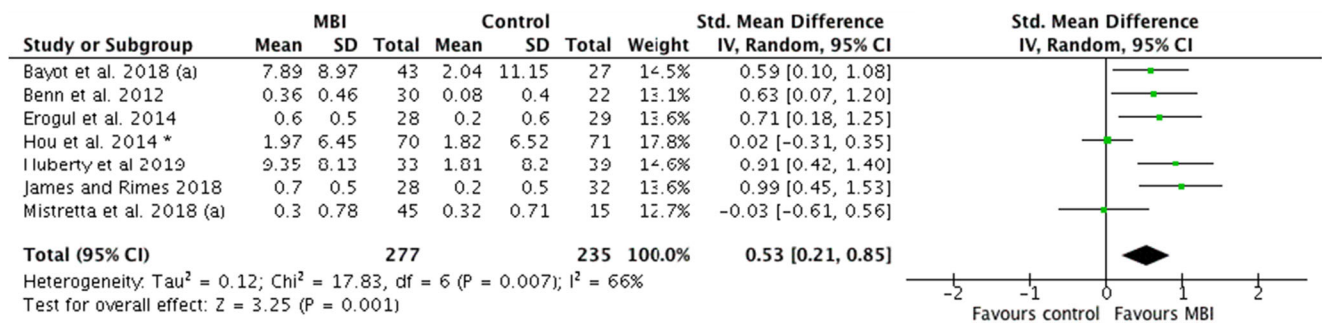 MBI Control Std. Mean Difference Std. Mean Difference
Study or Subgroup Mean SD Total Mean SD Total Weight IV, Random, 95% CI IV, Random, 95% CI
Bayot et al. 2018 (a) 7.89 8.97 43 2.04 11.15 27 14.5% 0.59 [0.10, 1.08]
Benn et al. 2012 0.36 0.46 30 0.08 0.4 22 13.1% 0.63 [0.07, 1.20]
Erogul et al. 2014 0.6 0.5 28 0.2 0.6 29 13.6% 0.71 [0.18, 1.25]
Hou et al. 2014 * 1.97 6.45 70 1.82 6.52 71 17.8% 0.02 [-0.31, 0.35]
Huberty et al 2019 9.35 8.13 33 1.81 8.2 39 14.6% 0.91 [0.42, 1.40]
James and Rimes 2018 0.7 0.5 28 0.2 0.5 32 13.6% 0.99 [0.45, 1.53]
Mistretta et al. 2018 (a) 0.3 0.78 45 0.32 0.71 15 12.7% -0.03 [-0.61, 0.56]
Total (95% CI) 277 235 100.0% 0.53 [0.21, 0.85]
Heterogeneity: Tau² = 0.12; Chi² = 17.83, df = 6 (P = 0.007); I² = 66%
Test for overall effect: Z = 3.25 (P = 0.001)
-2 -1 0 1 2
Favours control Favours MBI